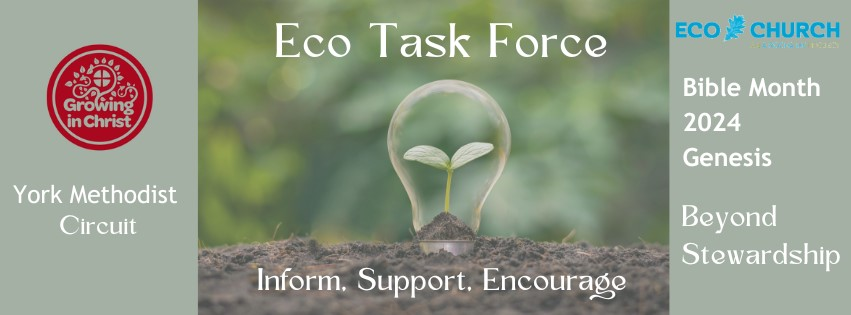 Growing
in Christ
York Methodist
Circuit
Eco Task Force
Inform, Support, Encourage
ECO CHURCH
Bible Month
2024
Genesis
Beyond
Stewardship